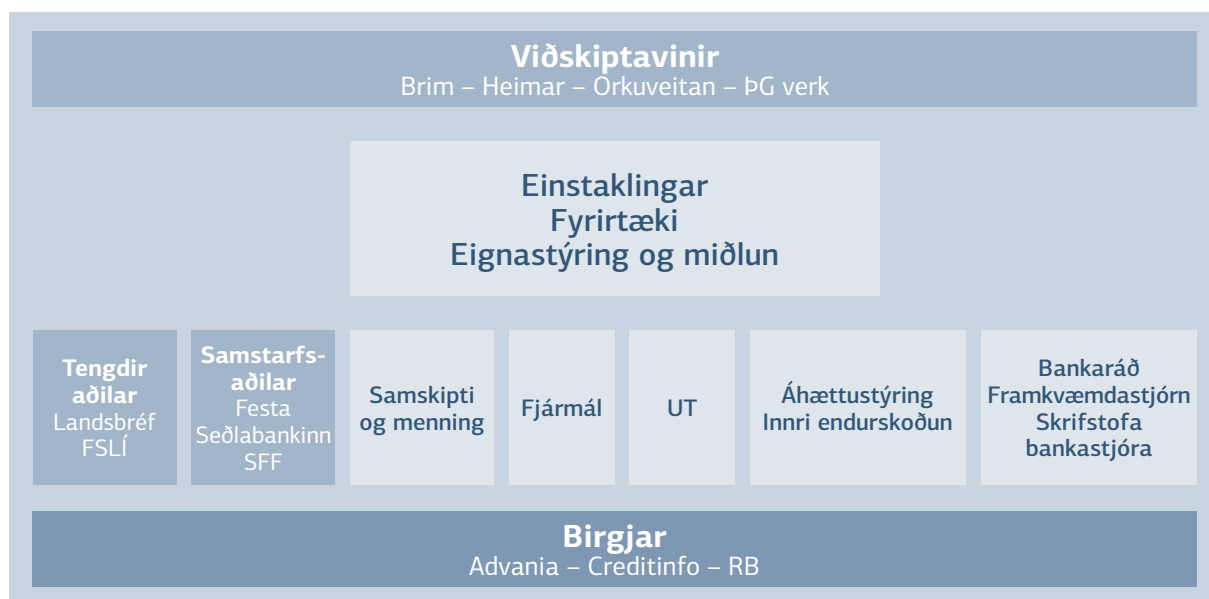 Viðskiptavinir
Brim – Heimar – Orkuveitan – ÞG verk
Einstaklingar
Fyrirtæki
Eignastýring og miðlun
Tengdir
aðilar
Landsbréf
FSLÍ
Samstarfs-
aðilar
Festa
Seðlabankinn
SFF
Samskipti
og menning
Fjármál
UT
Áhættustýring
Innri endurskoðun
Bankaráð
Framkvæmdastjórn
Skrifstofa
bankastjóra
Birgjar
Advania – Creditinfo – RB